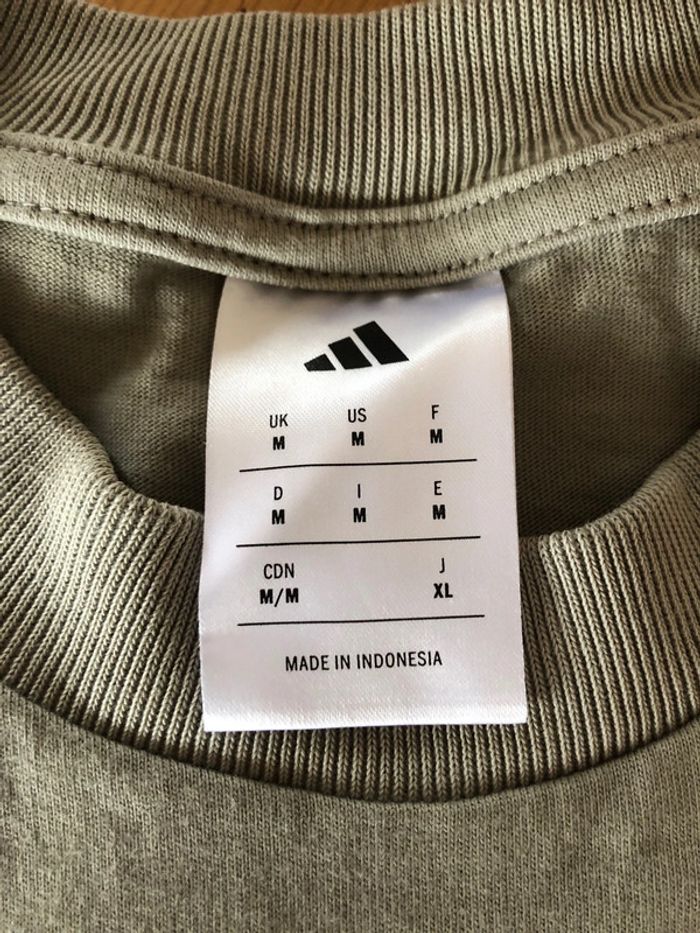 UK US F
M M M
D I E
M M M
CDN J
M/M XL
MADE IN INDONESIA